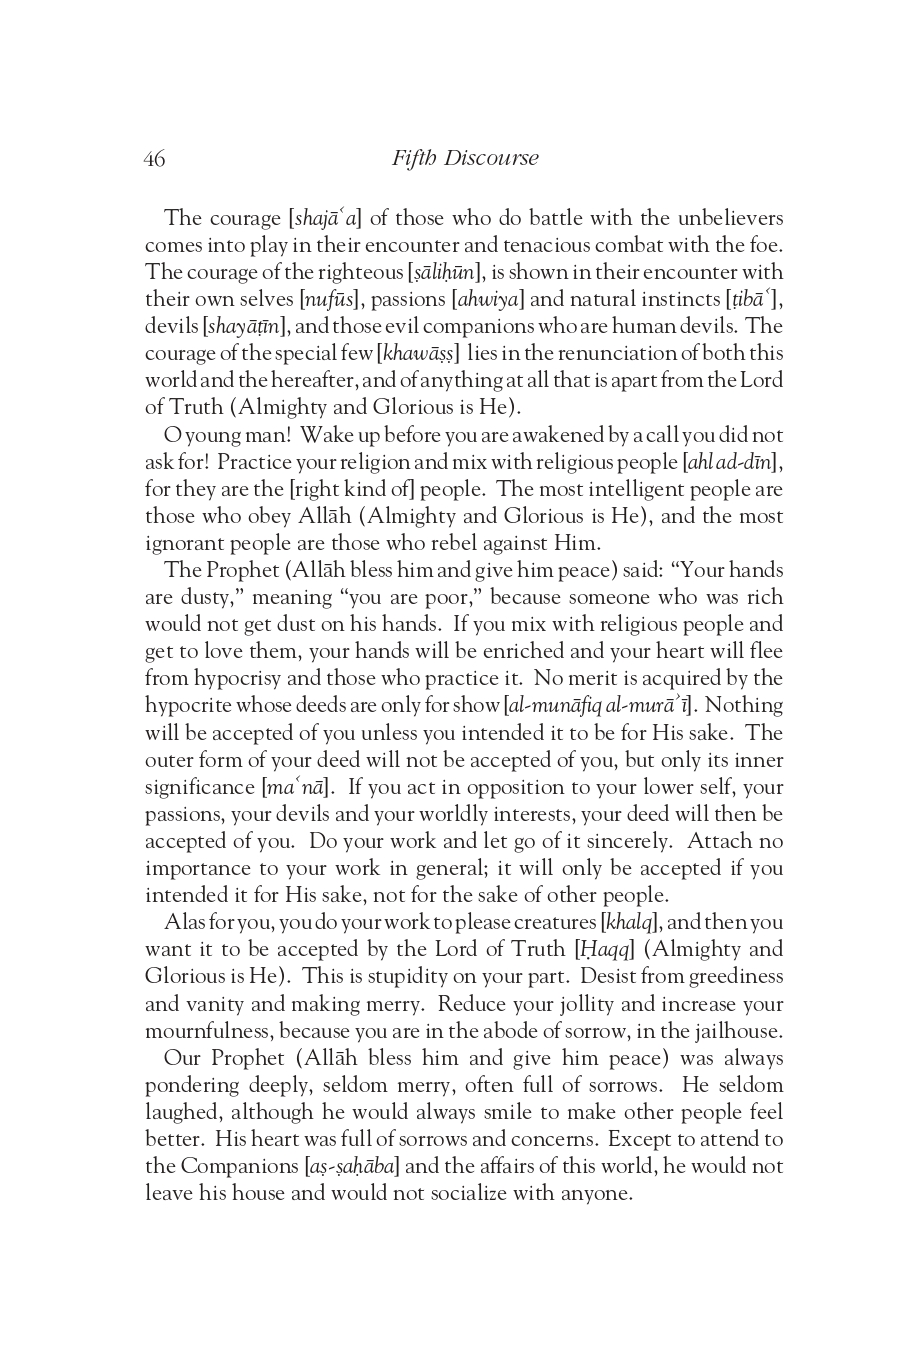 46
Fifth Discourse
The courage [shajāʿa] of those who do battle with the unbelievers
comes into play in their encounter and tenacious combat with the foe.
The courage of the righteous [ṣāliḥūn], is shown in their encounter with
their own selves [nufūs], passions [ahwiya] and natural instincts [ṭibāʿ],
devils [shayāṭīn], and those evil companions who are human devils. The
courage of the special few [khawāṣṣ] lies in the renunciation of both this
world and the hereafter, and of anything at all that is apart from the Lord
of Truth (Almighty and Glorious is He).
O young man! Wake up before you are awakened by a call you did not
ask for! Practice your religion and mix with religious people [ahl ad-dīn],
for they are the [right kind of] people. The most intelligent people are
those who obey Allāh (Almighty and Glorious is He), and the most
ignorant people are those who rebel against Him.
The Prophet (Allāh bless him and give him peace) said: “Your hands
are dusty,” meaning “you are poor,” because someone who was rich
would not get dust on his hands. If you mix with religious people and
get to love them, your hands will be enriched and your heart will flee
from hypocrisy and those who practice it. No merit is acquired by the
hypocrite whose deeds are only for show [al-munāfiq al-murāʾī]. Nothing
will be accepted of you unless you intended it to be for His sake. The
outer form of your deed will not be accepted of you, but only its inner
significance [maʿnā]. If you act in opposition to your lower self, your
passions, your devils and your worldly interests, your deed will then be
accepted of you. Do your work and let go of it sincerely. Attach no
importance to your work in general; it will only be accepted if you
intended it for His sake, not for the sake of other people.
Alas for you, you do your work to please creatures [khalq], and then you
want it to be accepted by the Lord of Truth [Ḥaqq] (Almighty and
Glorious is He). This is stupidity on your part. Desist from greediness
and vanity and making merry. Reduce your jollity and increase your
mournfulness, because you are in the abode of sorrow, in the jailhouse.
Our Prophet (Allāh bless him and give him peace) was always
pondering deeply, seldom merry, often full of sorrows. He seldom
laughed, although he would always smile to make other people feel
better. His heart was full of sorrows and concerns. Except to attend to
the Companions [aṣ-ṣaḥāba] and the affairs of this world, he would not
leave his house and would not socialize with anyone.